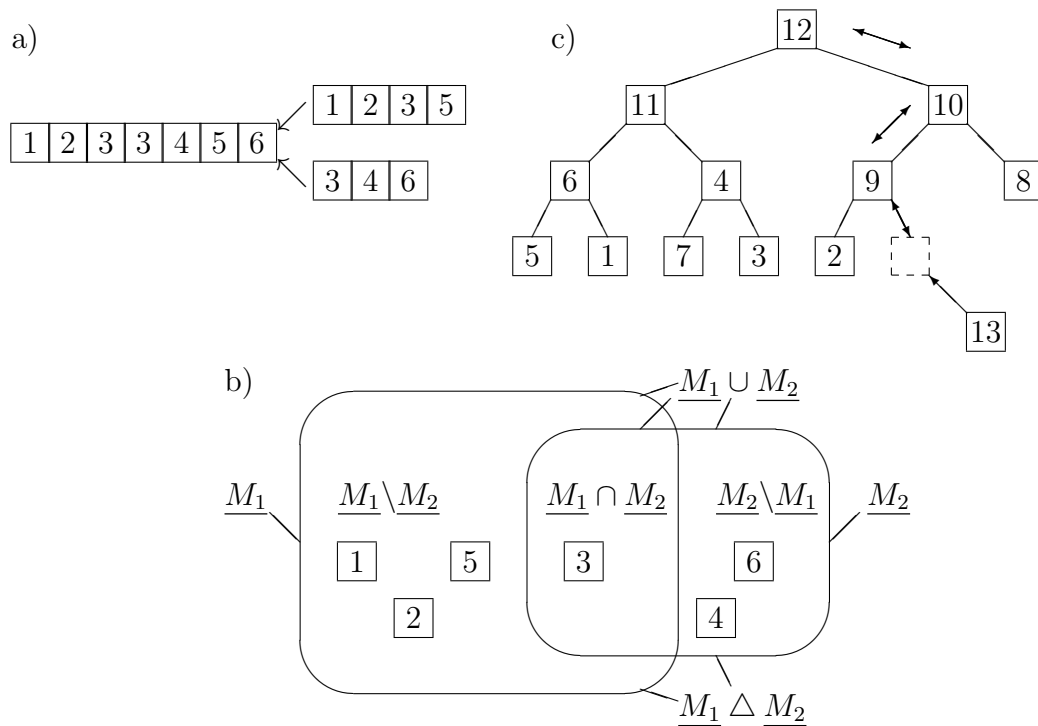 a)
1 2 3 5
1 2 3 3 4 5 6
3 4 6
c)
12
11 10
6 4 9 8
5 1 7 3 2
13
b)
M₁ ∪ M₂
M₁ M₁\M₂ M₁ ∩ M₂ M₂\M₁ M₂
1 5 3 6
2 4
M₁ △ M₂